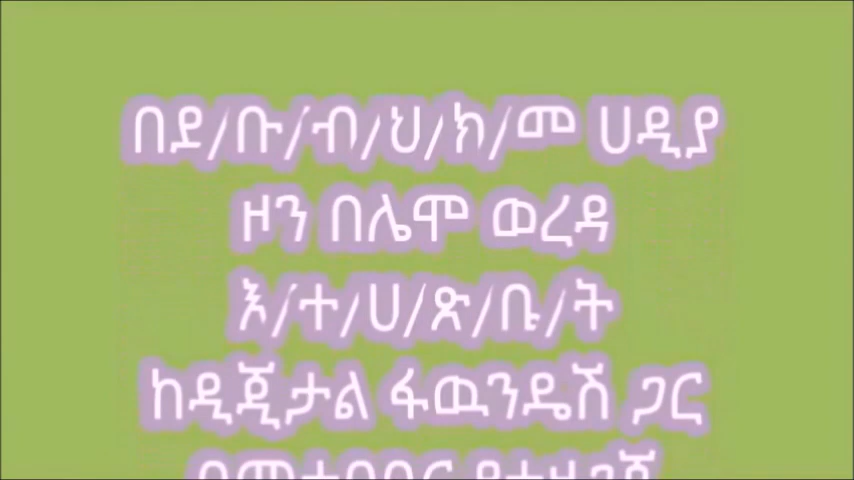 በደ/ቡ/ብ/ህ/ክ/መ ሀዲያ
ዞን በሌሞ ወረዳ
እ/ተ/ሀ/ጽ/ቤ/ት
ከዲጂታል ፋዉንዴሽ ጋር